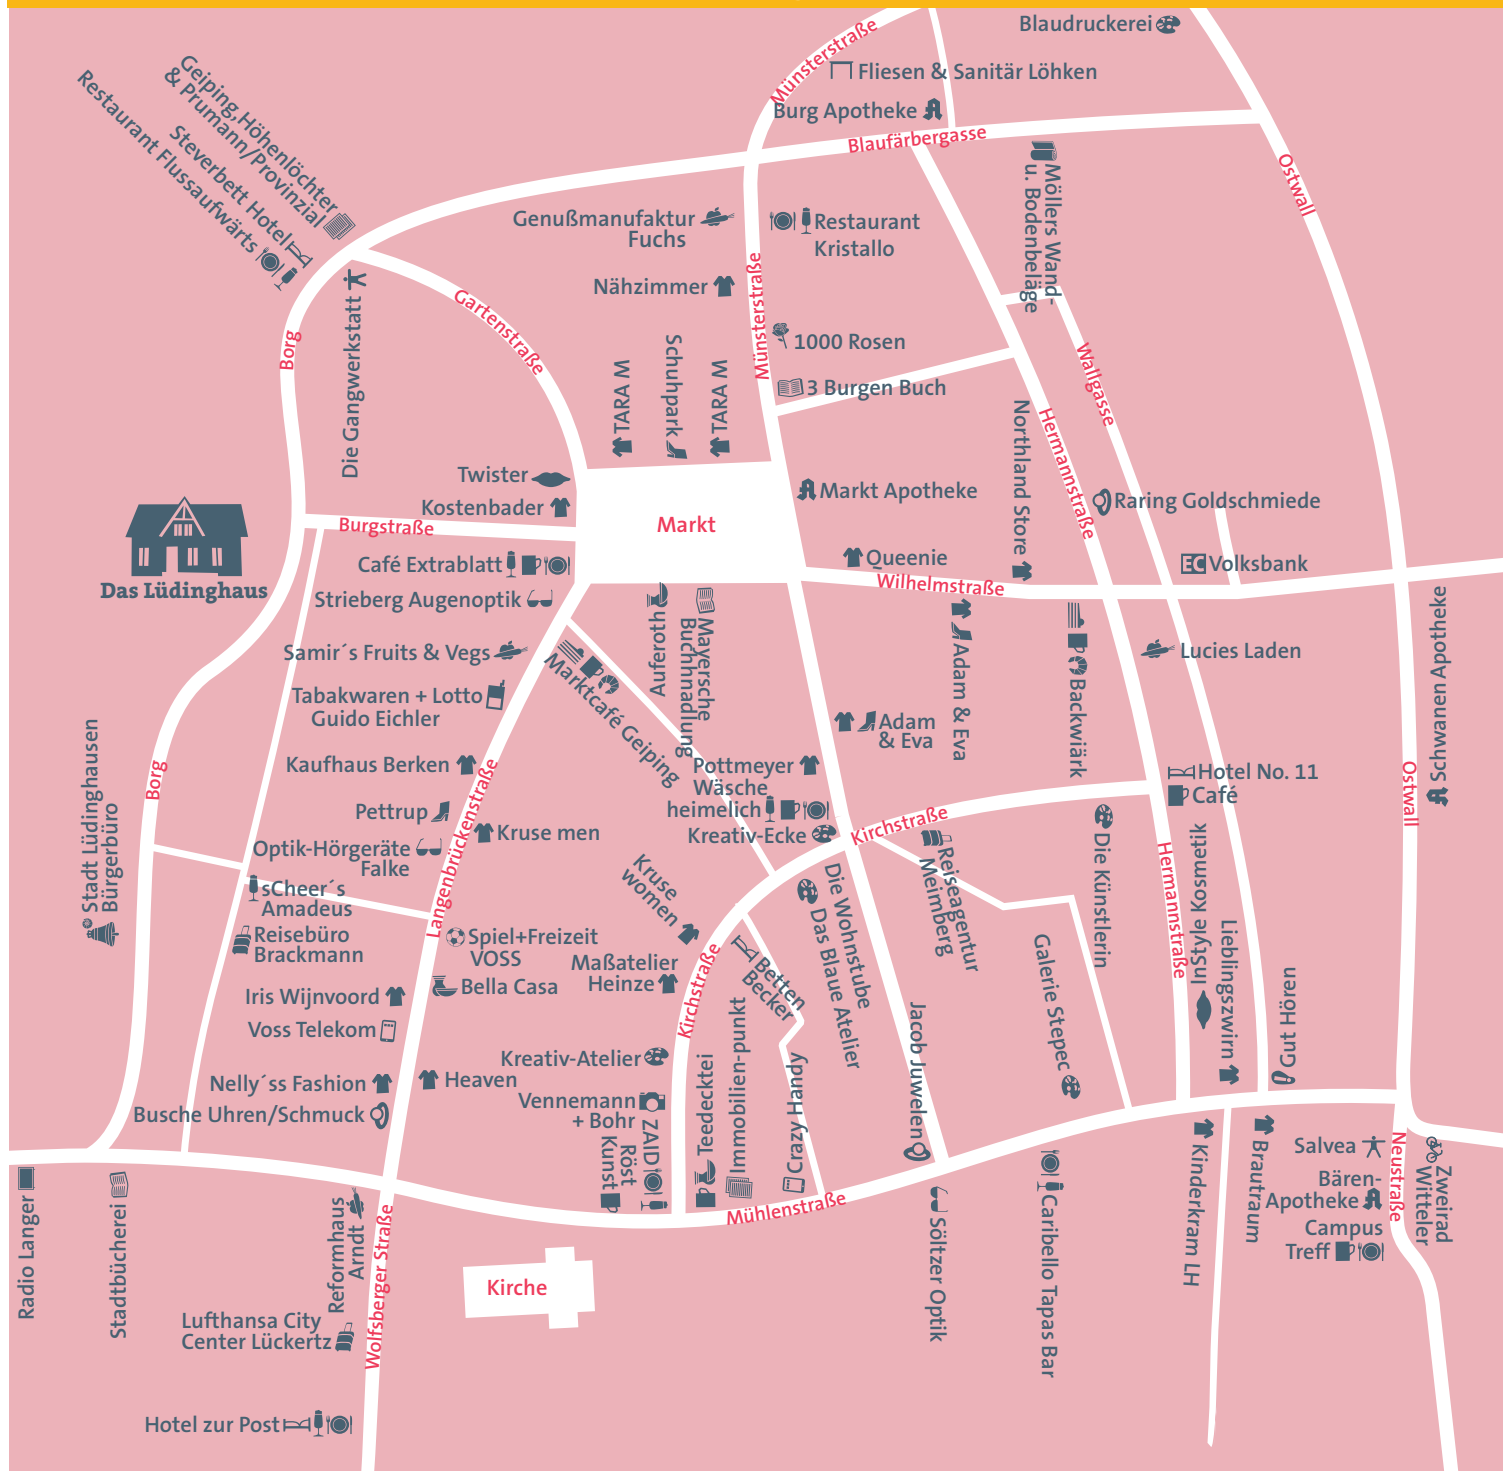 Blaudruckerei
Münsterstraße
Fliesen & Sanitär Löhken
Burg Apotheke
Blaufärbergasse
Geiping, Höhenlöchter
& Prumann/Provinzial
Steverbett Hotel
Restaurant Flussaufwärts
Möllers Wand-
u. Bodenbeläge
Ostwall
Genußmanufaktur
Fuchs
Restaurant
Kristallo
Nähzimmer
Münsterstraße
1000 Rosen
3 Burgen Buch
Gartenstraße
Borg
Die Gangwerkstatt
TARA M
Schuhpark
TARA M
Wallgasse
Hermannstraße
Northland Store
Twister
Kostenbader
Burgstraße
Markt
Markt Apotheke
Raring Goldschmiede
Das Lüdinghaus
Café Extrablatt
Strieberg Augenoptik
Queenie
Wilhelmstraße
EC Volksbank
Schwanen Apotheke
Samir´s Fruits & Vegs
Tabakwaren + Lotto
Guido Eichler
Marktcafé Geiping
Auferoth
Mayersche
Buchhnadlung
Adam & Eva
Backwiärk
Lucies Laden
Adam
& Eva
Kaufhaus Berken
Langenbrückenstraße
Pottmeyer
Wäsche
heimelich
Kreativ-Ecke
Kirchstraße
Hotel No. 11
Café
Ostwall
Borg
Stadt Lüdinghausen
Bürgerbüro
Pettrup
Kruse men
Optik-Hörgeräte
Falke
sCheer´s
Amadeus
Reisebüro
Brackmann
Kruse
women
Die Wohnstube
Das Blaue Atelier
Reiseagentur
Meimberg
Die Künstlerin
Hermannstraße
InStyle Kosmetik
Lieblingszwirn
Gut Hören
Spiel+Freizeit
VOSS
Maßatelier
Heinze
Bella Casa
Kirchstraße
Betten
Becker
Galerie Stepec
Iris Wijnvoord
Voss Telekom
Jacob Juwelen
Kreativ-Atelier
Nelly´ss Fashion
Heaven
Busche Uhren/Schmuck
Vennemann
+ Bohr
ZAID
Röst
Kunst
Teedecktei
Immobilien-punkt
Crazy Handy
Mühlenstraße
Radio Langer
Stadtbücherei
Reformhaus
Arndt
Wolfsberger Straße
Kirche
Söltzer Optik
Caribello Tapas Bar
Kinderkram LH
Brautraum
Salvea
Bären-
Apotheke
Campus
Treff
Neustraße
Zweirad
Witteler
Lufthansa City
Center Lückertz
Hotel zur Post